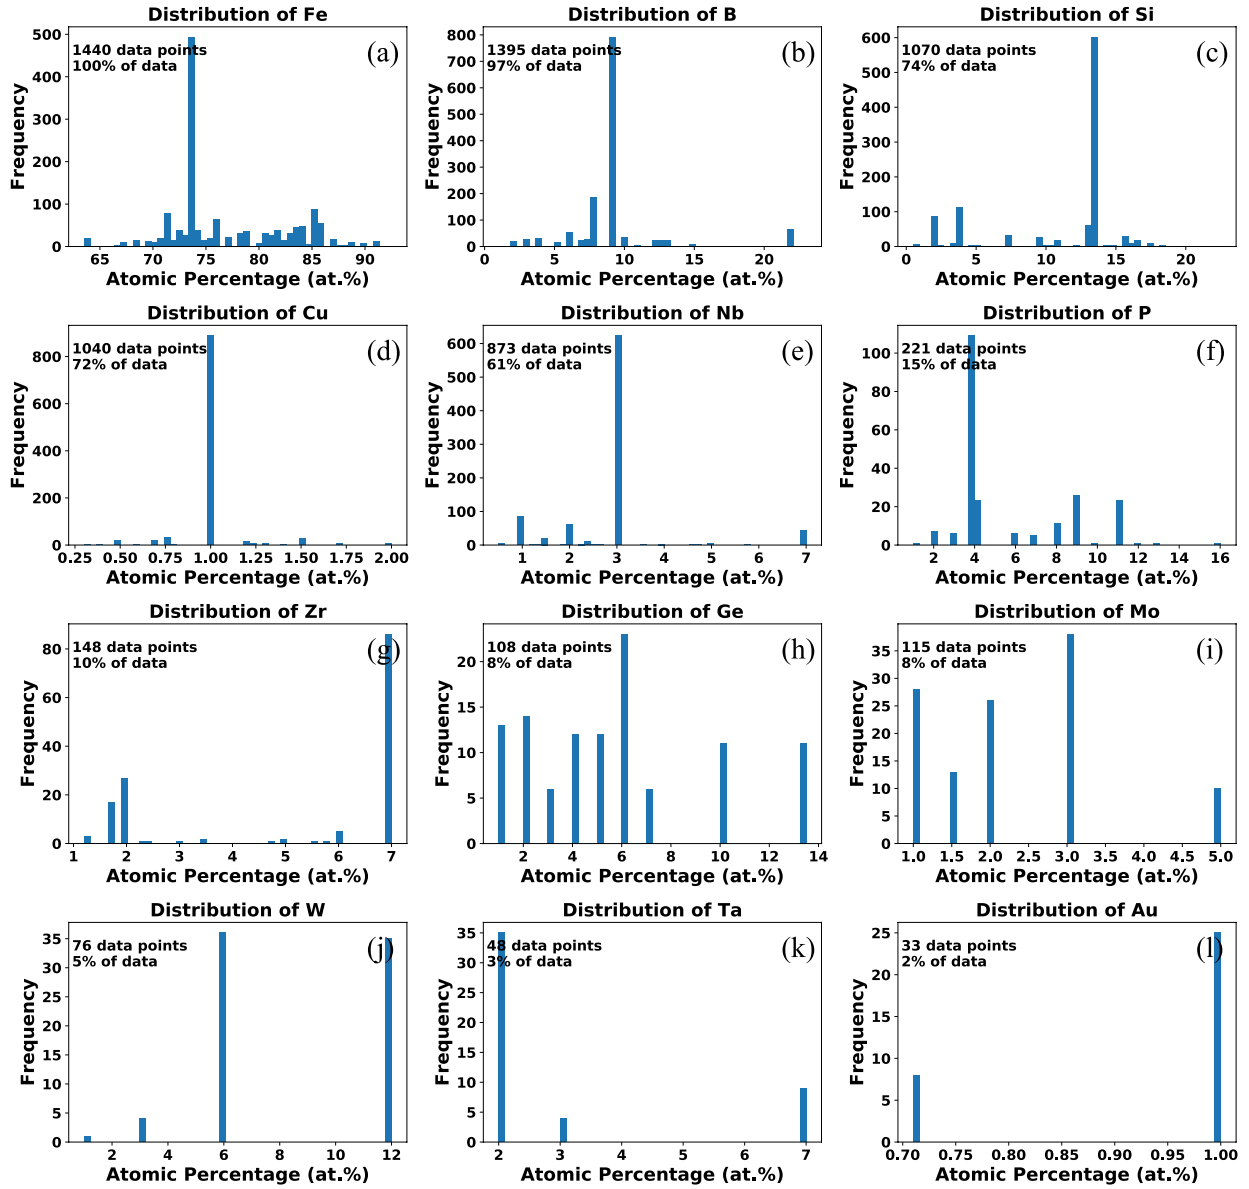 Distribution of Fe
1440 data points
100% of data
(a)
500
400
300
200
100
0
65 70 75 80 85 90
Frequency
Atomic Percentage (at.%)
Distribution of B
1395 data points
97% of data
(b)
800
700
600
500
400
300
200
100
0
0 5 10 15 20
Frequency
Atomic Percentage (at.%)
Distribution of Si
1070 data points
74% of data
(c)
600
500
400
300
200
100
0
0 5 10 15 20
Frequency
Atomic Percentage (at.%)
Distribution of Cu
1040 data points
72% of data
(d)
800
600
400
200
0
0.25 0.50 0.75 1.00 1.25 1.50 1.75 2.00
Frequency
Atomic Percentage (at.%)
Distribution of Nb
873 data points
61% of data
(e)
600
500
400
300
200
100
0
1 2 3 4 5 6 7
Frequency
Atomic Percentage (at.%)
Distribution of P
221 data points
15% of data
(f)
100
80
60
40
20
0
2 4 6 8 10 12 14 16
Frequency
Atomic Percentage (at.%)
Distribution of Zr
148 data points
10% of data
(g)
80
60
40
20
0
1 2 3 4 5 6 7
Frequency
Atomic Percentage (at.%)
Distribution of Ge
108 data points
8% of data
(h)
20
15
10
5
0
2 4 6 8 10 12 14
Frequency
Atomic Percentage (at.%)
Distribution of Mo
115 data points
8% of data
(i)
35
30
25
20
15
10
5
0
1.0 1.5 2.0 2.5 3.0 3.5 4.0 4.5 5.0
Frequency
Atomic Percentage (at.%)
Distribution of W
76 data points
5% of data
(j)
35
30
25
20
15
10
5
0
2 4 6 8 10 12
Frequency
Atomic Percentage (at.%)
Distribution of Ta
48 data points
3% of data
(k)
35
30
25
20
15
10
5
0
2 3 4 5 6 7
Frequency
Atomic Percentage (at.%)
Distribution of Au
33 data points
2% of data
(l)
25
20
15
10
5
0
0.70 0.75 0.80 0.85 0.90 0.95 1.00
Frequency
Atomic Percentage (at.%)